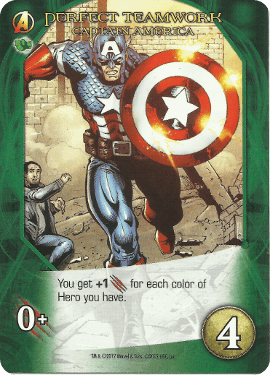 PERFECT TEAMWORK
CAPTAIN AMERICA
You get +1 for each color of
Hero you have.
0+
4